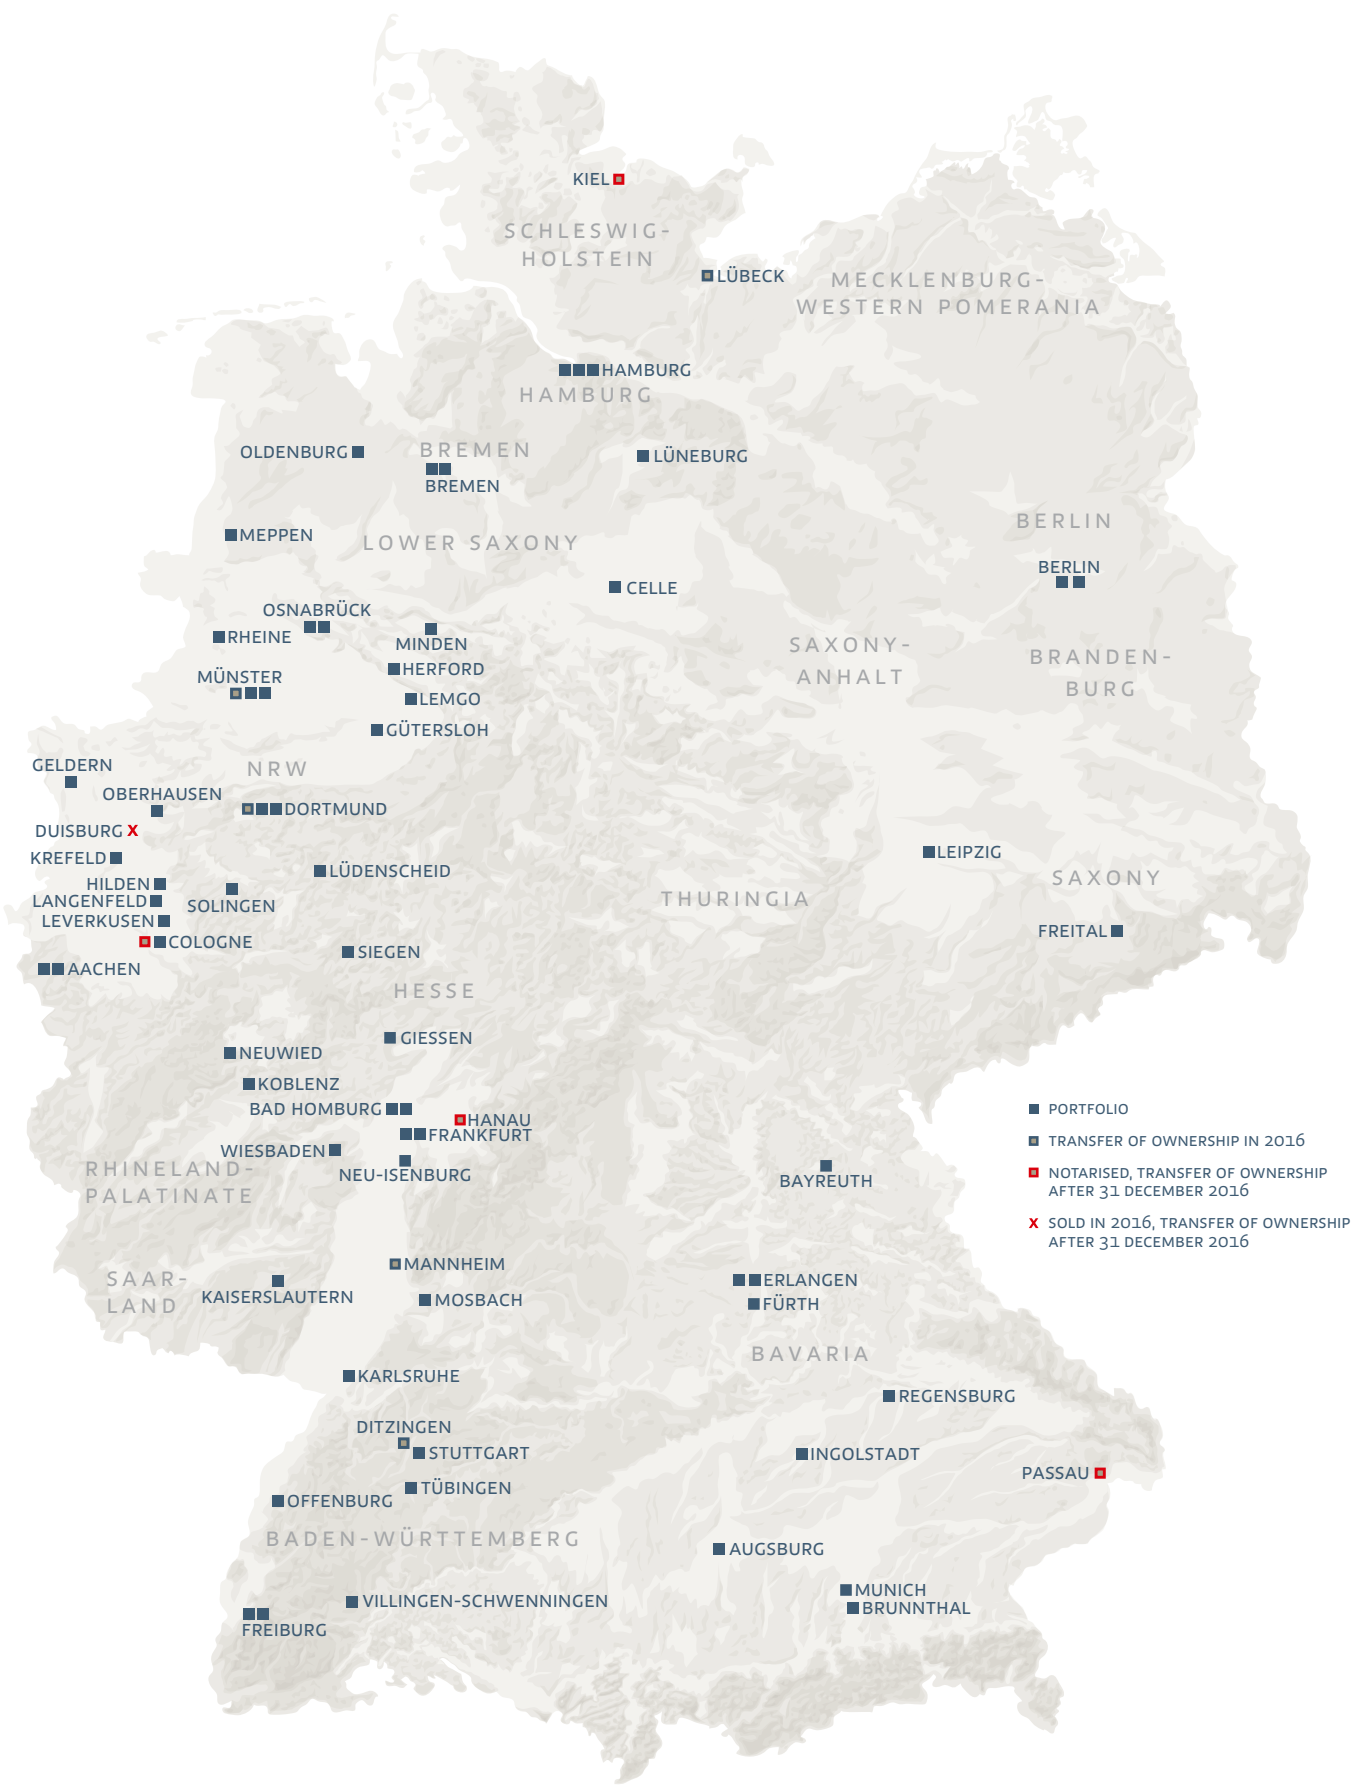 KIEL
SCHLESWIG-
HOLSTEIN
LÜBECK
MECKLENBURG-
WESTERN POMERANIA
HAMBURG
HAMBURG
BREMEN
OLDENBURG
LÜNEBURG
BREMEN
BERLIN
MEPPEN
LOWER SAXONY
BERLIN
CELLE
OSNABRÜCK
RHEINE
MINDEN
SAXONY-
ANHALT
BRANDEN-
BURG
HERFORD
MÜNSTER
LEMGO
GÜTERSLOH
GELDERN
NRW
OBERHAUSEN
DORTMUND
DUISBURG X
KREFELD
LEIPZIG
LÜDENSCHEID
SAXONY
HILDEN
LANGENFELD
SOLINGEN
THURINGIA
LEVERKUSEN
FREITAL
COLOGNE
SIEGEN
AACHEN
HESSE
GIESSEN
NEUWIED
KOBLENZ
BAD HOMBURG
HANAU
FRANKFURT
WIESBADEN
RHINELAND-
PALATINATE
NEU-ISENBURG
BAYREUTH
PORTFOLIO
TRANSFER OF OWNERSHIP IN 2016
NOTARISED, TRANSFER OF OWNERSHIP
AFTER 31 DECEMBER 2016
X SOLD IN 2016, TRANSFER OF OWNERSHIP
AFTER 31 DECEMBER 2016
MANNHEIM
SAAR-
LAND
KAISERSLAUTERN
MOSBACH
ERLANGEN
FÜRTH
BAVARIA
KARLSRUHE
REGENSBURG
DITZINGEN
STUTTGART
INGOLSTADT
PASSAU
TÜBINGEN
OFFENBURG
BADEN-WÜRTTEMBERG
AUGSBURG
MUNICH
VILLINGEN-SCHWENNINGEN
BRUNNTHAL
FREIBURG